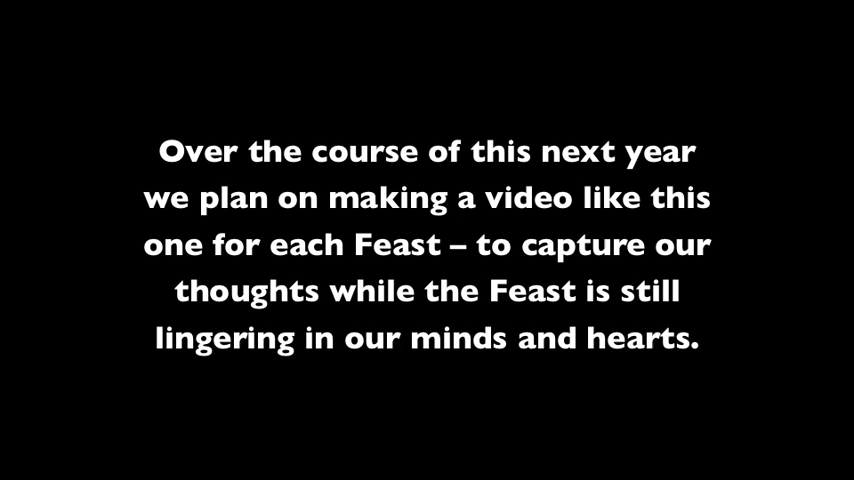 Over the course of this next year
we plan on making a video like this
one for each Feast – to capture our
thoughts while the Feast is still
lingering in our minds and hearts.